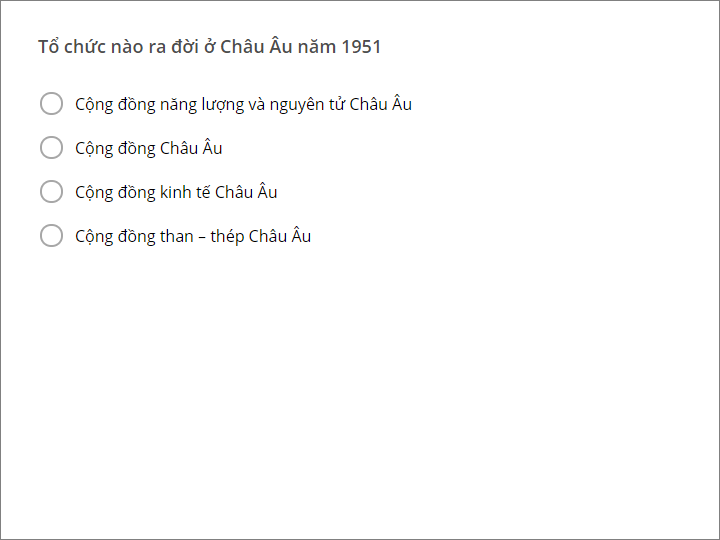 Tổ chức nào ra đời ở Châu Âu năm 1951
Cộng đồng năng lượng và nguyên tử Châu Âu
Cộng đồng Châu Âu
Cộng đồng kinh tế Châu Âu
Cộng đồng than – thép Châu Âu